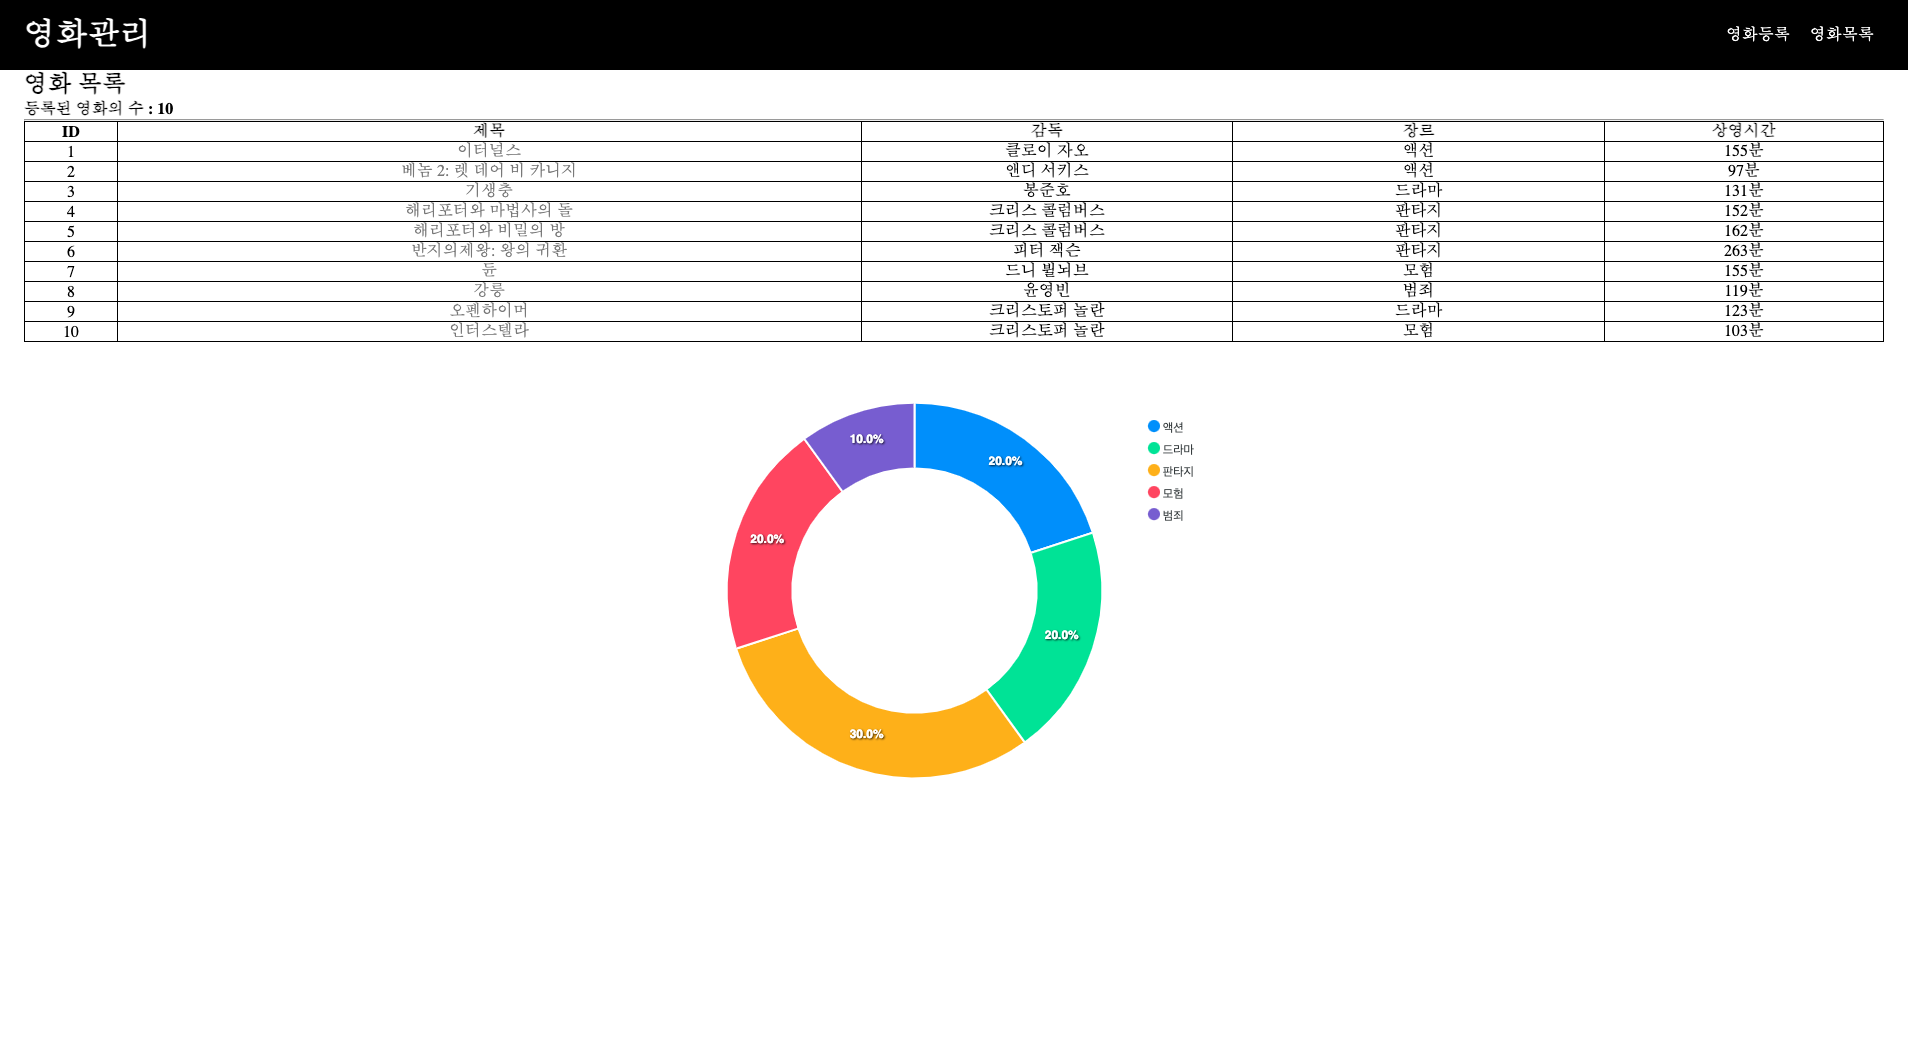 영화관리
영화등록 영화목록
영화 목록
등록된 영화의 수 : 10
ID 제목 감독 장르 상영시간
1 이터널스 클로이 자오 액션 155분
2 베놈 2: 렛 데어 비 카니지 앤디 서키스 액션 97분
3 기생충 봉준호 드라마 131분
4 해리포터와 마법사의 돌 크리스 콜럼버스 판타지 152분
5 해리포터와 비밀의 방 크리스 콜럼버스 판타지 162분
6 반지의제왕: 왕의 귀환 피터 잭슨 판타지 263분
7 듄 드니 빌뇌브 모험 155분
8 강릉 윤영빈 범죄 119분
9 오펜하이머 크리스토퍼 놀란 드라마 123분
10 인터스텔라 크리스토퍼 놀란 모험 103분
10.0%
20.0%
20.0%
20.0%
30.0%
액션
드라마
판타지
모험
범죄